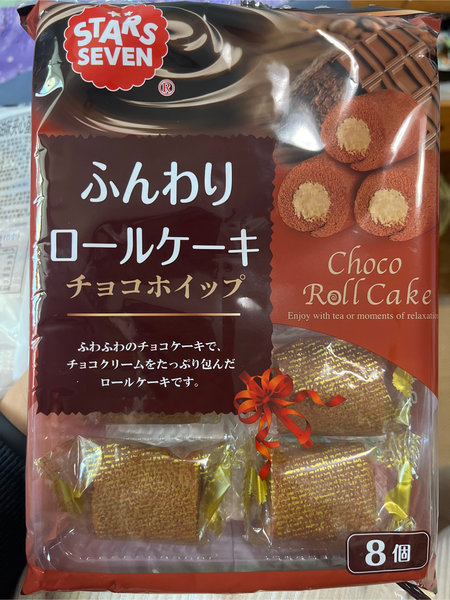 STARS
SEVEN
®
ふんわり
ロールケーキ
チョコホイップ
ふわふわのチョコケーキで、
チョコクリームをたっぷり包んだ
ロールケーキです。
Choco
Roll Cake
Enjoy with tea or moments of relaxation
8個